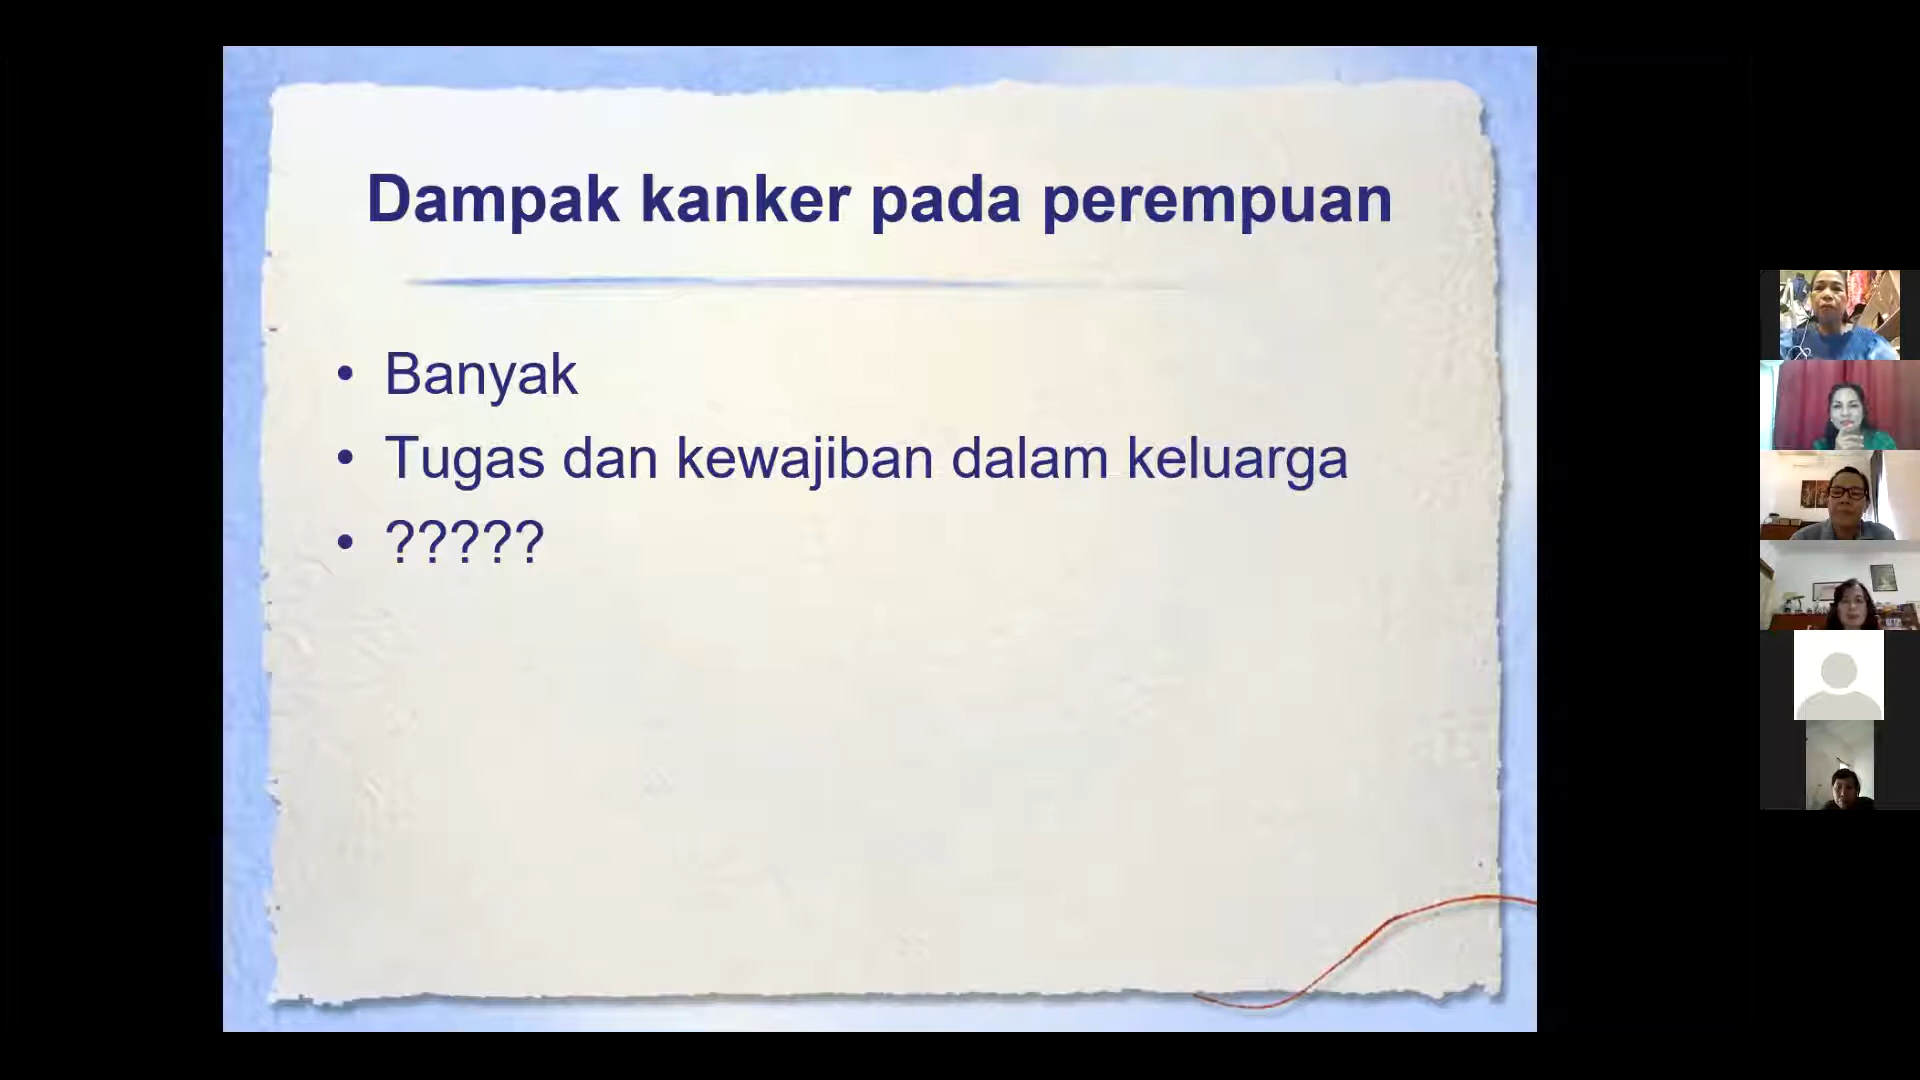 Dampak kanker pada perempuan
• Banyak
• Tugas dan kewajiban dalam keluarga
• ?????